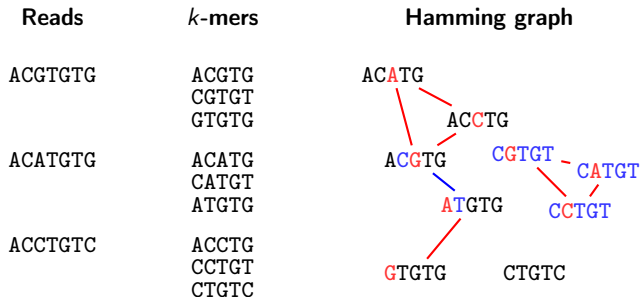 Reads k-mers Hamming graph
ACGTGTG ACGTG ACATG
CGTGT
GTGTG ACCTG
ACATGTG ACATG ACGTG CGTGT
CATGT CATGT
ATGTG ATGTG CCTGT
ACCTGTC ACCTG
CCTGT GTGTG CTGTC
CTGTC